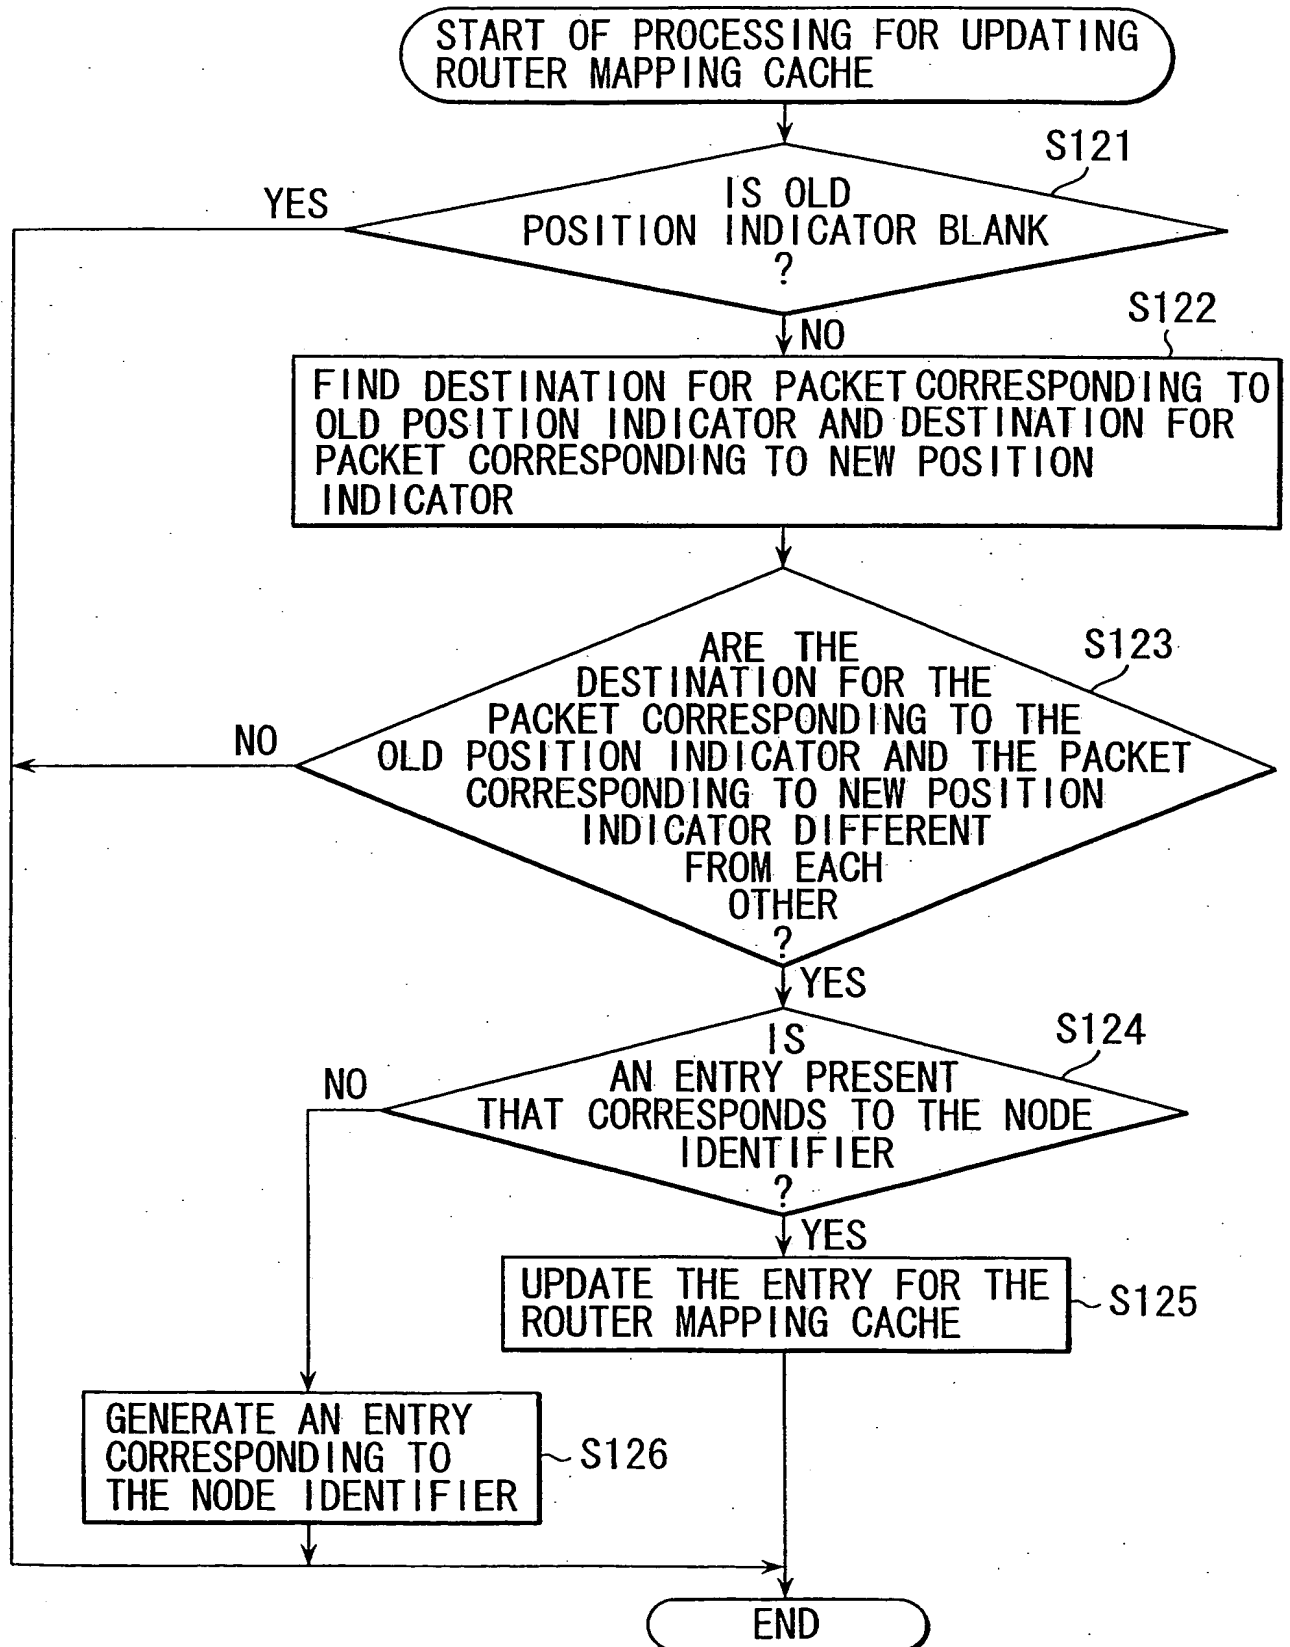 START OF PROCESSING FOR UPDATING
ROUTER MAPPING CACHE
S121
YES
IS OLD
POSITION INDICATOR BLANK
?
S122
NO
FIND DESTINATION FOR PACKET CORRESPONDING TO
OLD POSITION INDICATOR AND DESTINATION FOR
PACKET CORRESPONDING TO NEW POSITION
INDICATOR
S123
ARE THE
DESTINATION FOR THE
PACKET CORRESPONDING TO THE
NO
OLD POSITION INDICATOR AND THE PACKET
CORRESPONDING TO NEW POSITION
INDICATOR DIFFERENT
FROM EACH
OTHER
?
YES
S124
IS
AN ENTRY PRESENT
NO
THAT CORRESPONDS TO THE NODE
IDENTIFIER
?
YES
UPDATE THE ENTRY FOR THE
ROUTER MAPPING CACHE
S125
GENERATE AN ENTRY
CORRESPONDING TO
THE NODE IDENTIFIER
S126
END